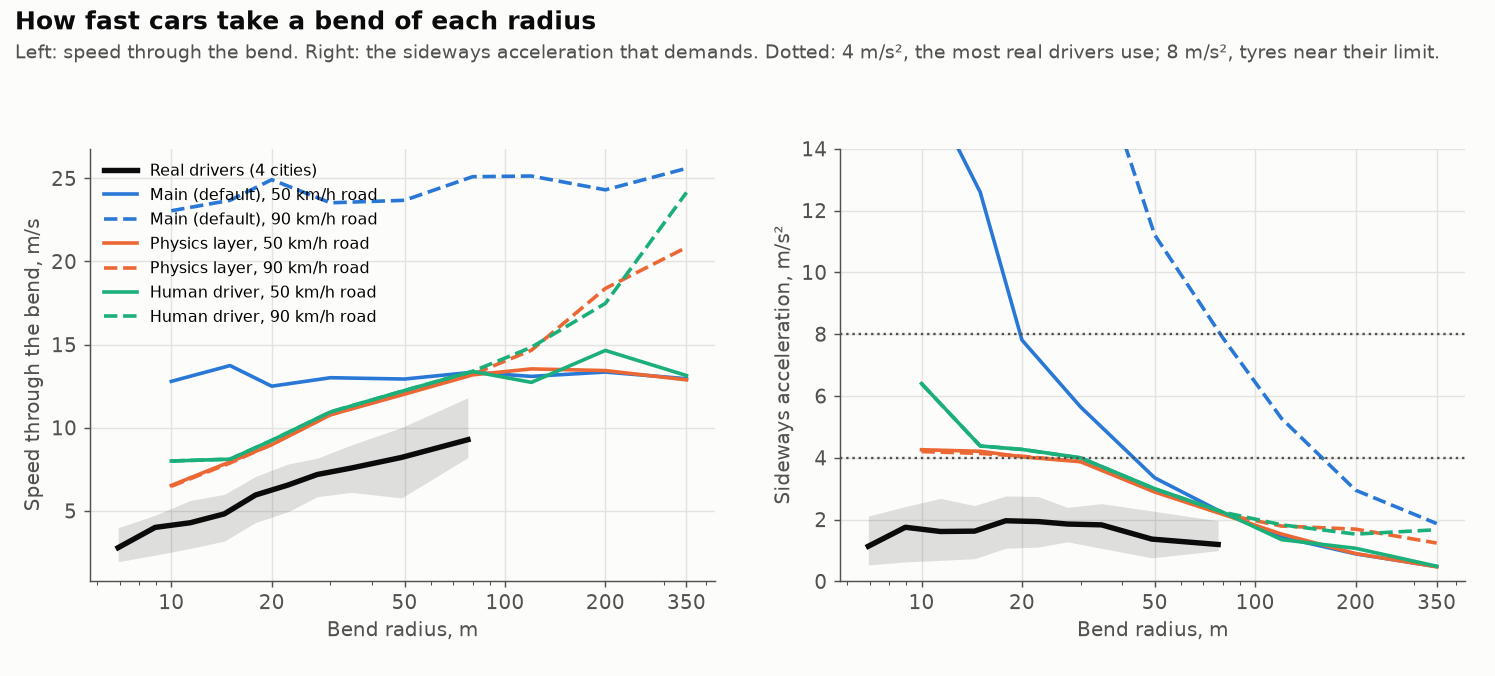 How fast cars take a bend of each radius
Left: speed through the bend. Right: the sideways acceleration that demands. Dotted: 4 m/s², the most real drivers use; 8 m/s², tyres near their limit.
Speed through the bend, m/s
25
20
15
10
5
Real drivers (4 cities)
Main (default), 50 km/h road
Main (default), 90 km/h road
Physics layer, 50 km/h road
Physics layer, 90 km/h road
Human driver, 50 km/h road
Human driver, 90 km/h road
10 20 50 100 200 350
Bend radius, m
Sideways acceleration, m/s²
14
12
10
8
6
4
2
0
10 20 50 100 200 350
Bend radius, m